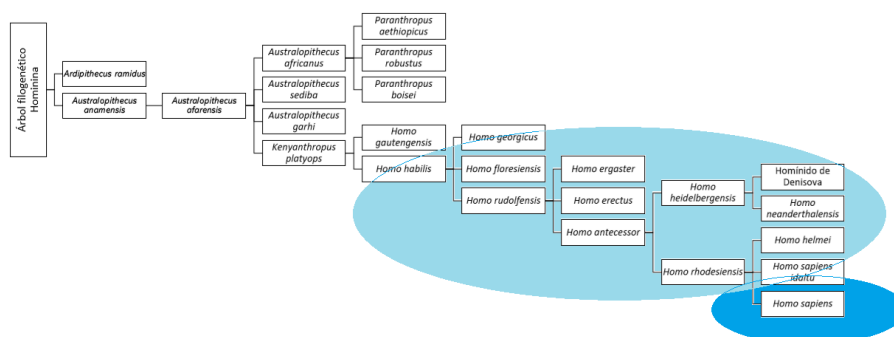 Árbol filogenético
Hominina
Ardipithecus ramidus
Australopithecus
anamensis
Australopithecus
afarensis
Australopithecus
africanus
Australopithecus
sediba
Australopithecus
garhi
Kenyanthropus
platyops
Paranthropus
aethiopicus
Paranthropus
robustus
Paranthropus
boisei
Homo
gautengensis
Homo habilis
Homo georgicus
Homo floresiensis
Homo rudolfensis
Homo ergaster
Homo erectus
Homo antecessor
Homo
heidelbergensis
Homo rhodesiensis
Homínido de
Denisova
Homo
neanderthalensis
Homo helmei
Homo sapiens
idaltu
Homo sapiens